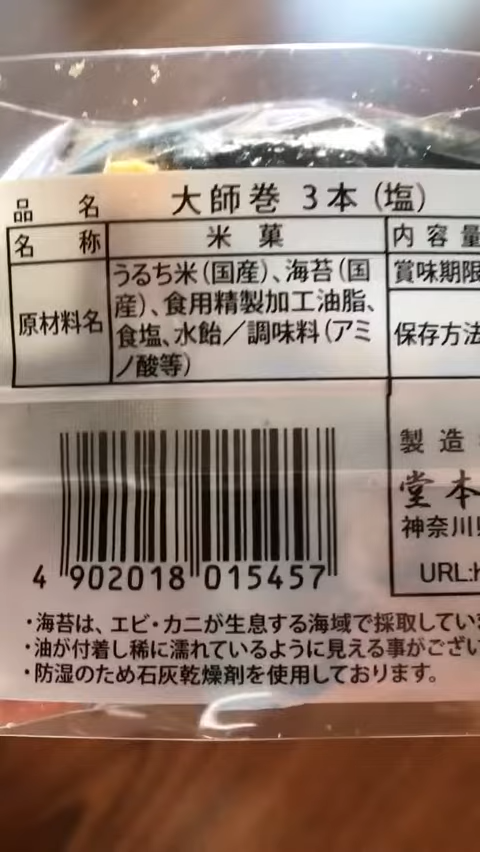 品名 大師巻 3本(塩)
名称 米菓 内容量
原材料名 うるち米(国産)、海苔(国
産)、食用精製加工油脂、
食塩、水飴/調味料(アミ
ノ酸等)
賞味期限
保存方法
製造
堂本
神奈川県
URL:h
4 902018 015457
・海苔は、エビ・カニが生息する海域で採取してい
・油が付着し稀に濡れているように見える事がござい
・防湿のため石灰乾燥剤を使用しております。